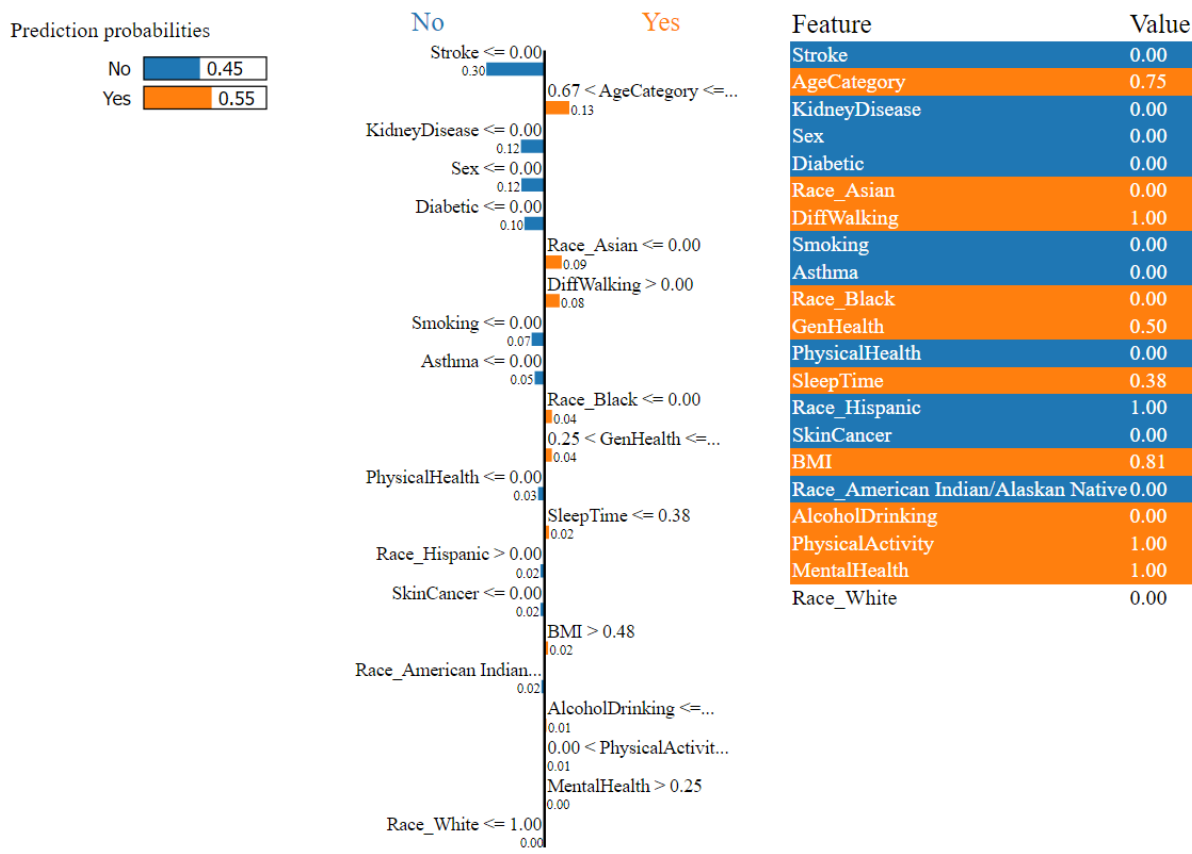 Prediction probabilities
No 0.45
Yes 0.55
No Yes
Stroke <= 0.00
0.30
0.67 < AgeCategory <=...
0.13
KidneyDisease <= 0.00
0.12
Sex <= 0.00
0.12
Diabetic <= 0.00
0.10
Race_Asian <= 0.00
0.09
DiffWalking > 0.00
0.08
Smoking <= 0.00
0.07
Asthma <= 0.00
0.05
Race_Black <= 0.00
0.04
0.25 < GenHealth <=...
0.04
PhysicalHealth <= 0.00
0.03
SleepTime <= 0.38
0.02
Race_Hispanic > 0.00
0.02
SkinCancer <= 0.00
0.02
BMI > 0.48
0.02
Race_American Indian...
0.02
AlcoholDrinking <=...
0.01
0.00 < PhysicalActivit...
0.01
MentalHealth > 0.25
0.00
Race_White <= 1.00
0.00
Feature Value
Stroke 0.00
AgeCategory 0.75
KidneyDisease 0.00
Sex 0.00
Diabetic 0.00
Race_Asian 0.00
DiffWalking 1.00
Smoking 0.00
Asthma 0.00
Race_Black 0.00
GenHealth 0.50
PhysicalHealth 0.00
SleepTime 0.38
Race_Hispanic 1.00
SkinCancer 0.00
BMI 0.81
Race_American Indian/Alaskan Native 0.00
AlcoholDrinking 0.00
PhysicalActivity 1.00
MentalHealth 1.00
Race_White 0.00